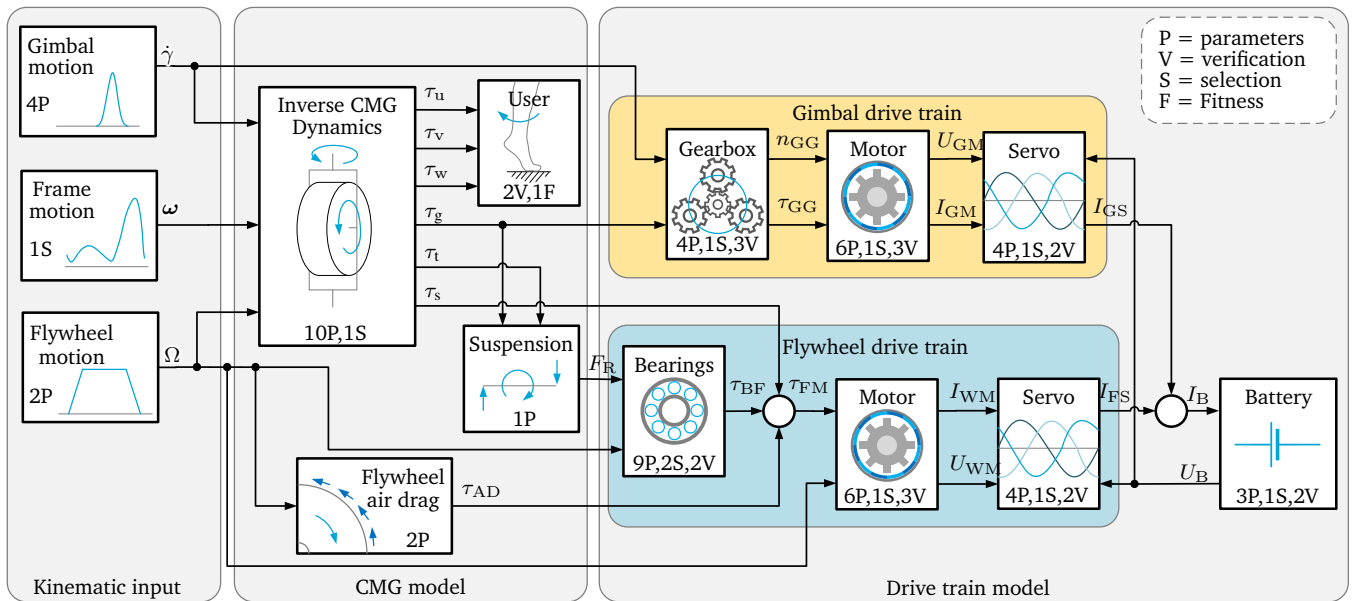 Gimbal
motion
4P
γ̇
Frame
motion
1S
ω
Flywheel
motion
2P
Ω
Kinematic input
Inverse CMG
Dynamics
10P,1S
τu
τv
τw
τg
τt
τs
User
2V,1F
Suspension
1P
FR
Flywheel
air drag
2P
τAD
CMG model
P = parameters
V = verification
S = selection
F = Fitness
Gimbal drive train
Gearbox
4P,1S,3V
nGG
τGG
Motor
6P,1S,3V
UGM
IGM
Servo
4P,1S,2V
IGS
Flywheel drive train
Bearings
9P,2S,2V
τBF
τFM
Motor
6P,1S,3V
IWM
UWM
Servo
4P,1S,2V
IFS
IB
UB
Battery
3P,1S,2V
Drive train model